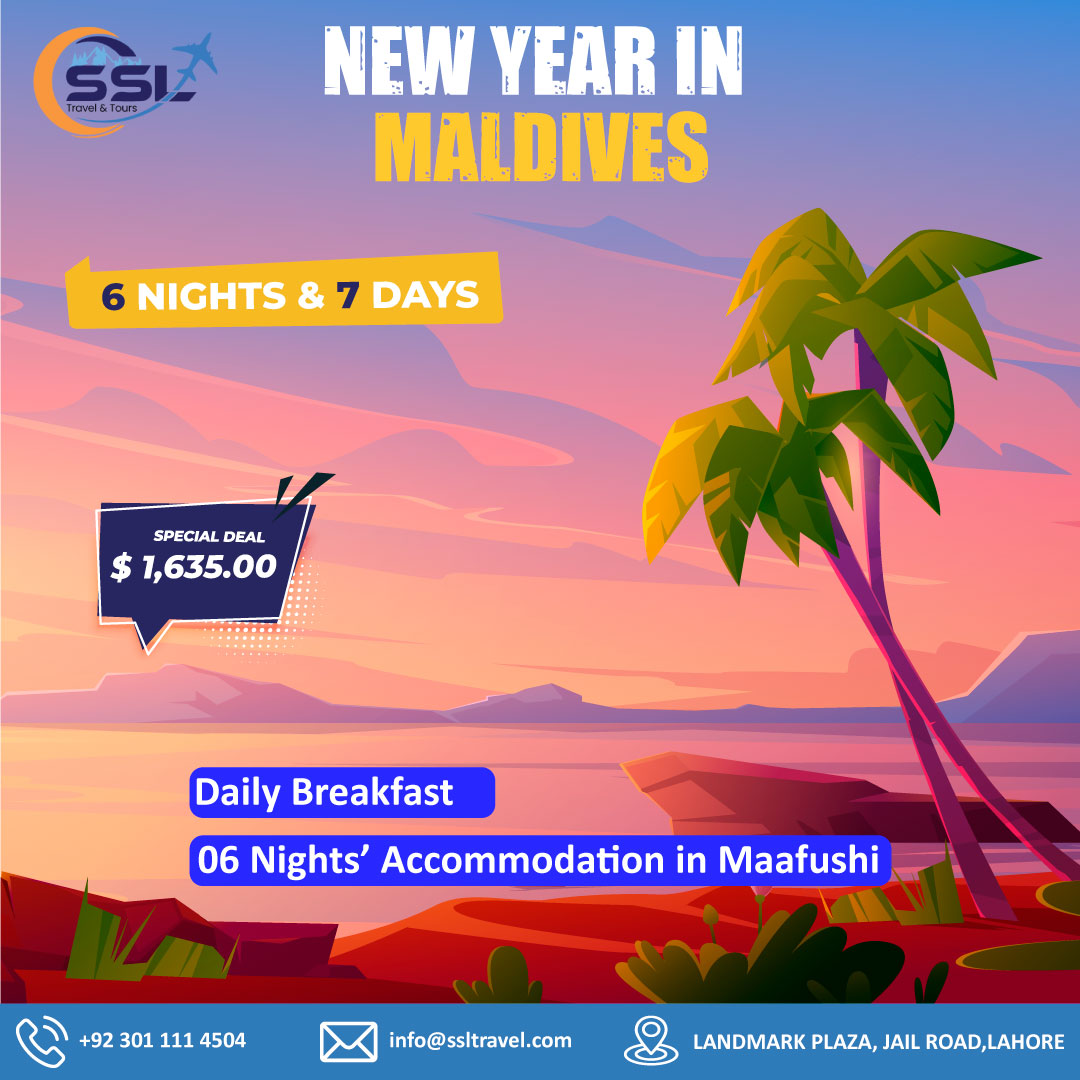 SSL
Travel & Tours
NEW YEAR IN
MALDIVES
6 NIGHTS & 7 DAYS
SPECIAL DEAL
$ 1,635.00
Daily Breakfast
06 Nights’ Accommodation in Maafushi
+92 301 111 4504
info@ssltravel.com
LANDMARK PLAZA, JAIL ROAD,LAHORE